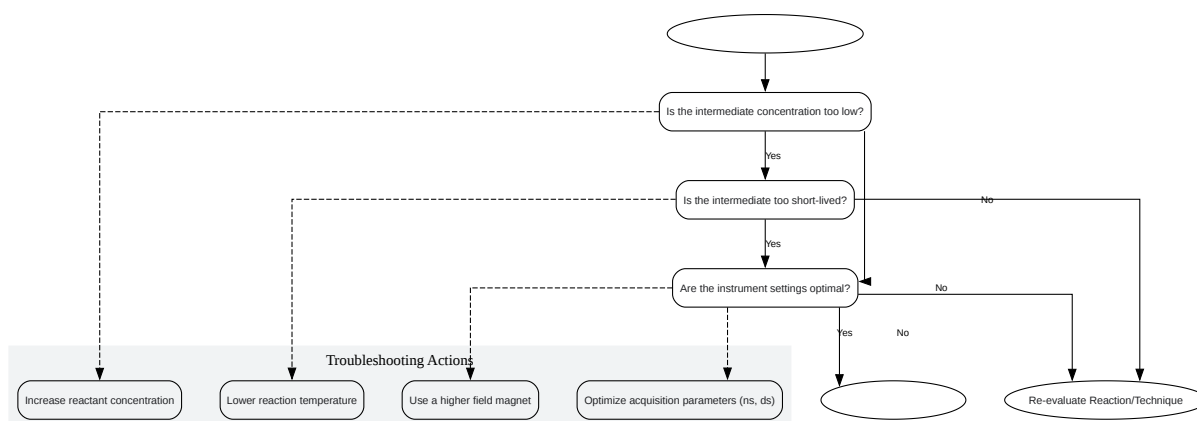 Is the intermediate concentration too low?
Yes
Is the intermediate too short-lived?
No
Yes
Are the instrument settings optimal?
No
Yes
No
Troubleshooting Actions
Increase reactant concentration
Lower reaction temperature
Use a higher field magnet
Optimize acquisition parameters (ns, ds)
Re-evaluate Reaction/Technique